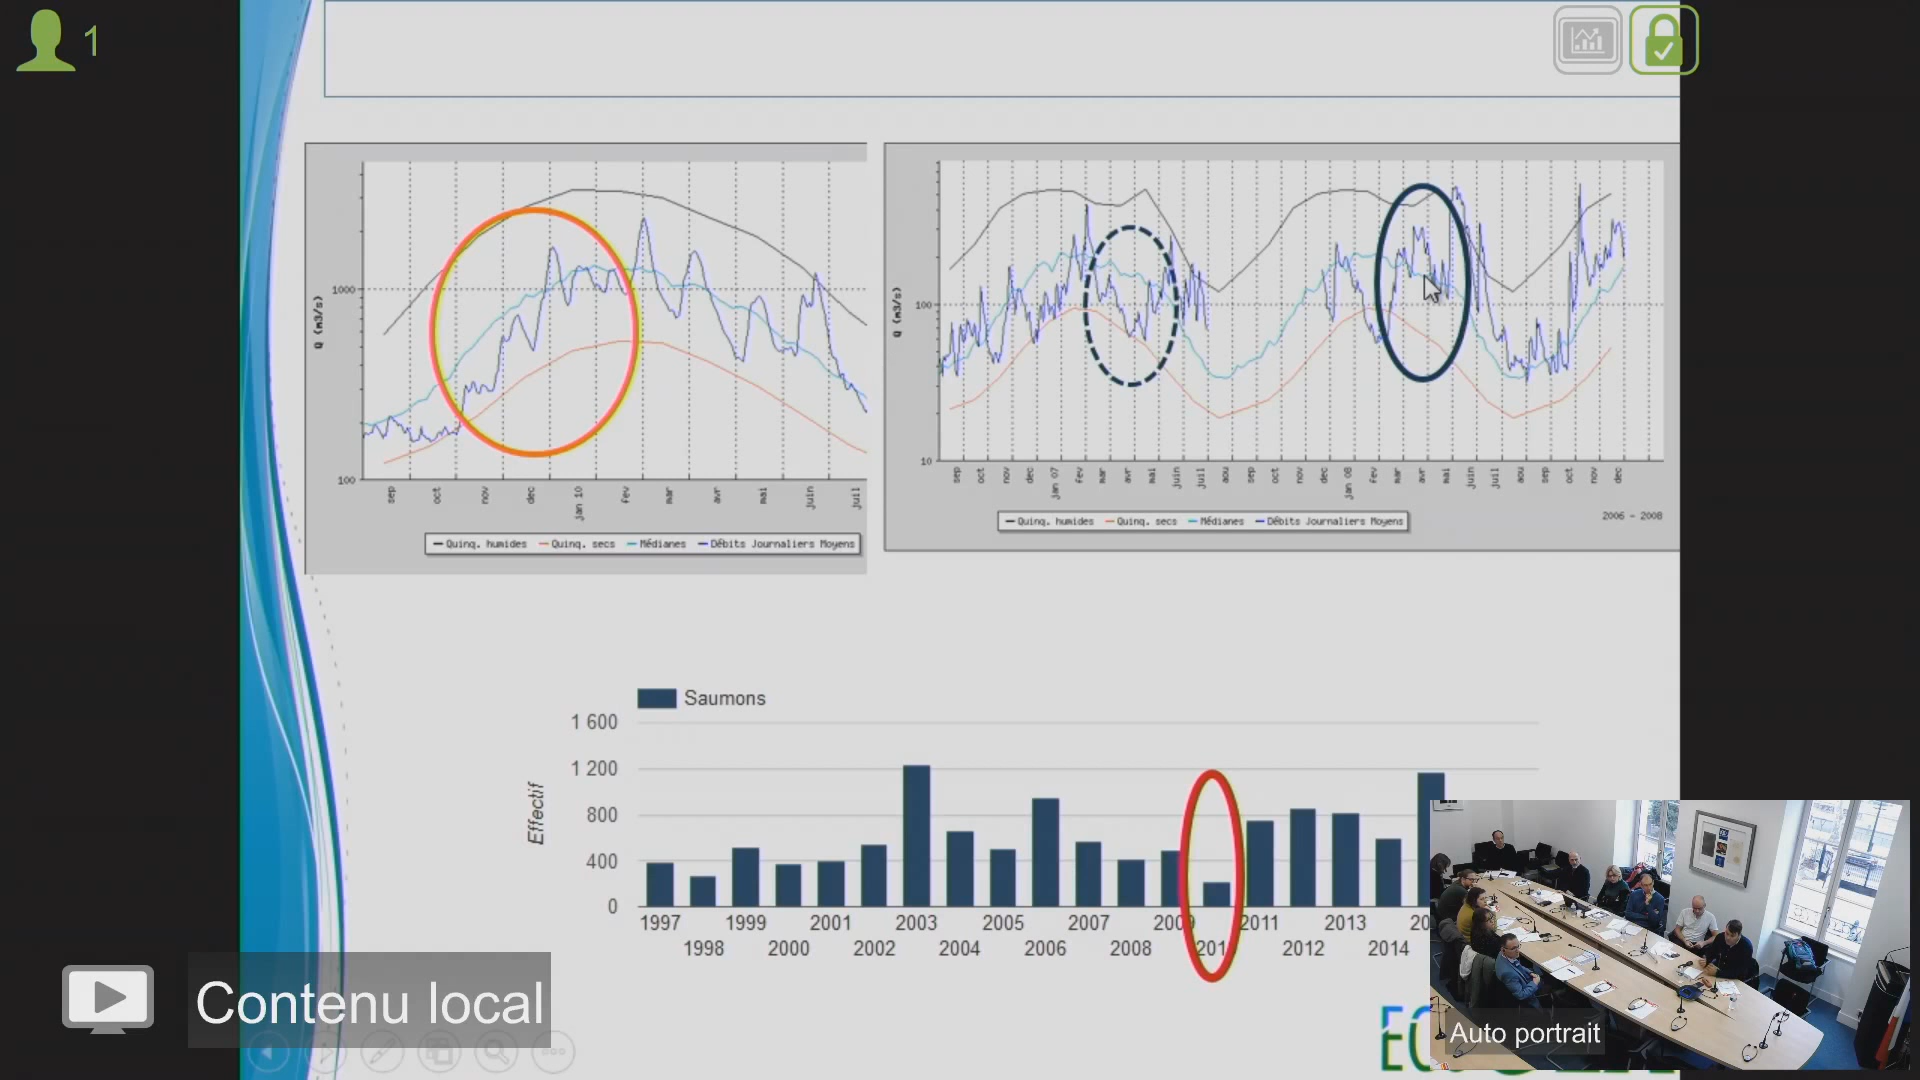 1
Q (m3/s)
1000
100
sep
oct
nov
dec
jan 10
fev
mar
avr
mai
juin
juil
Quinq. humides
Quinq. secs
Médianes
Débits Journaliers Moyens
Q (m3/s)
100
10
sep
oct
nov
dec
jan 07
fev
mar
avr
mai
juin
juil
aou
sep
oct
nov
dec
jan 08
fev
mar
avr
mai
juin
juil
aou
sep
oct
nov
dec
2006 - 2008
Quinq. humides
Quinq. secs
Médianes
Débits Journaliers Moyens
Saumons
Effectif
1 600
1 200
800
400
0
1997
1999
2001
2003
2005
2007
2009
2011
2013
1998
2000
2002
2004
2006
2008
2010
2012
2014
Contenu local
Auto portrait